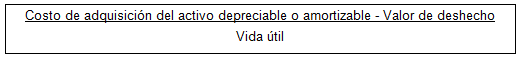 Costo de adquisición del activo depreciable o amortizable - Valor de deshecho
Vida útil